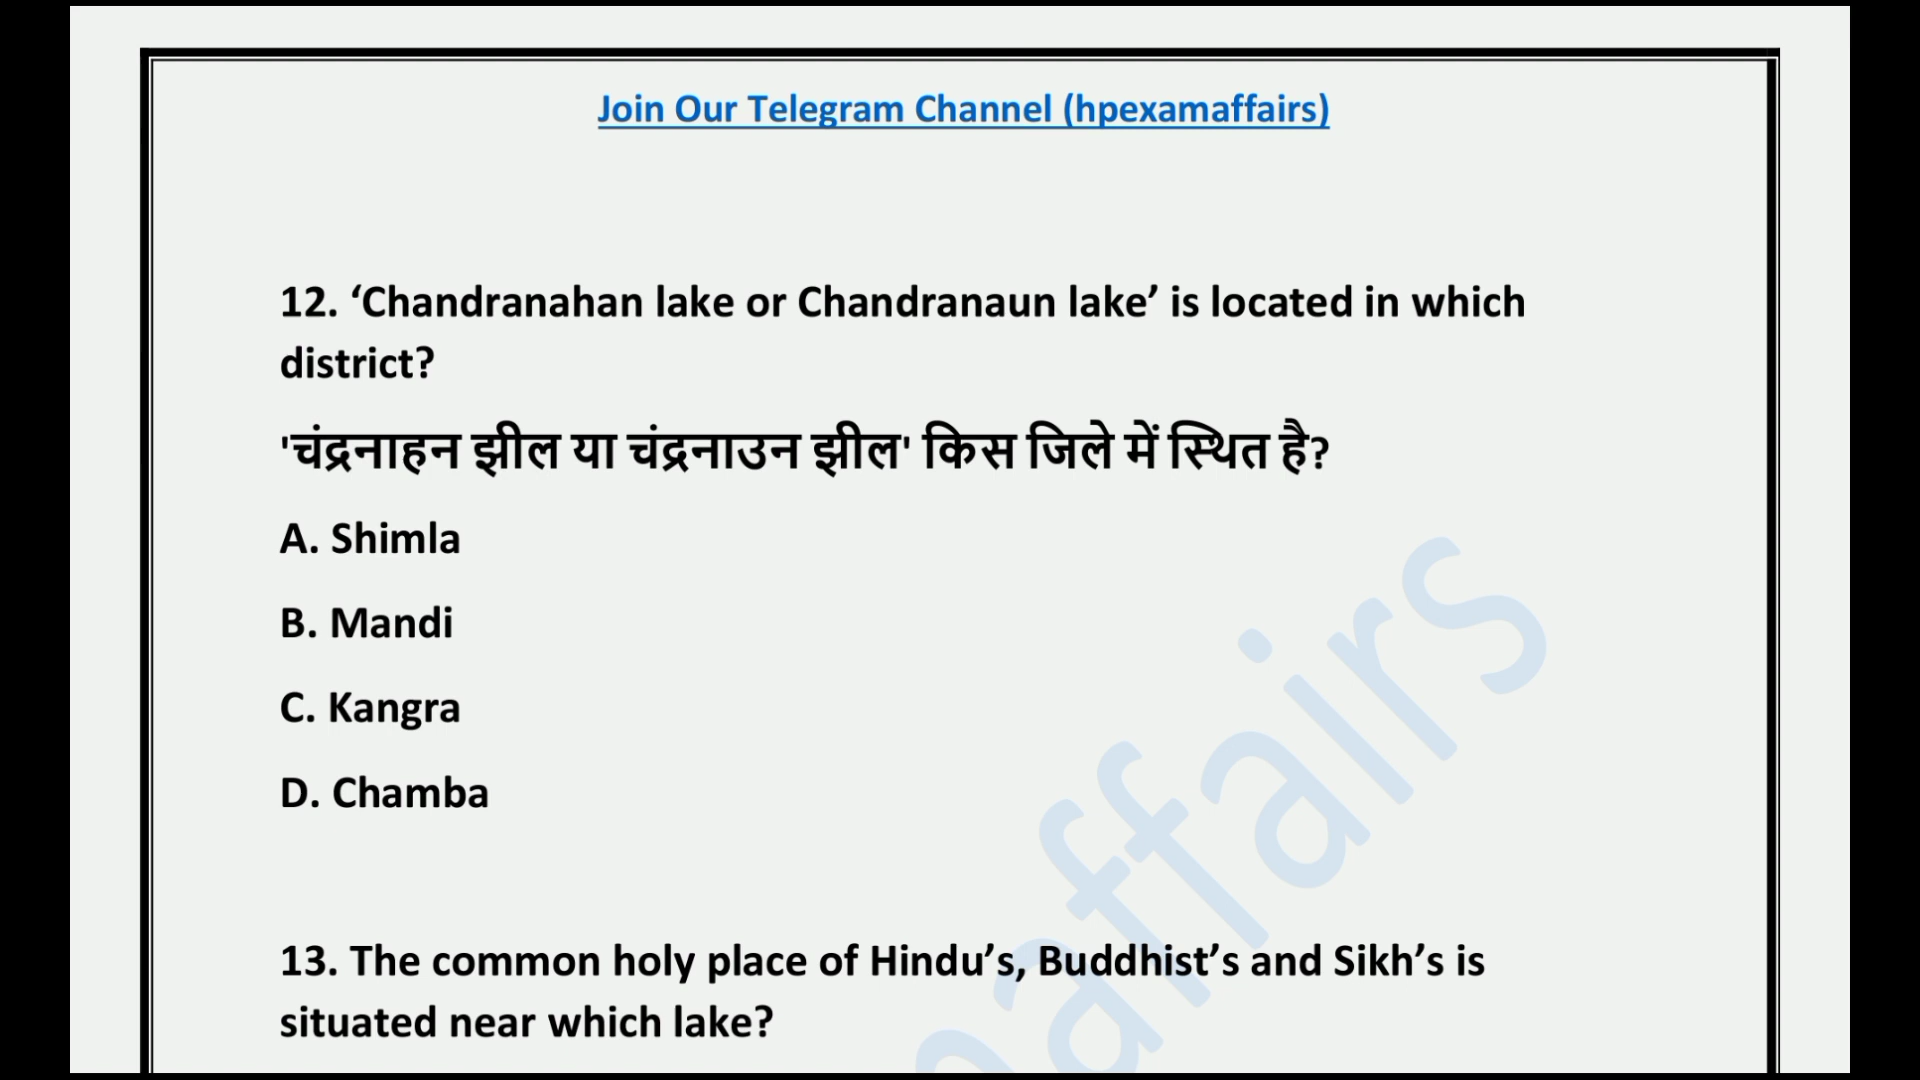 Join Our Telegram Channel (hpexamaffairs)
12. ‘Chandranahan lake or Chandranaun lake’ is located in which
district?
'चंद्रनाहन झील या चंद्रनाउन झील' किस जिले में स्थित है?
A. Shimla
B. Mandi
C. Kangra
D. Chamba
13. The common holy place of Hindu’s, Buddhist’s and Sikh’s is
situated near which lake?
affairs